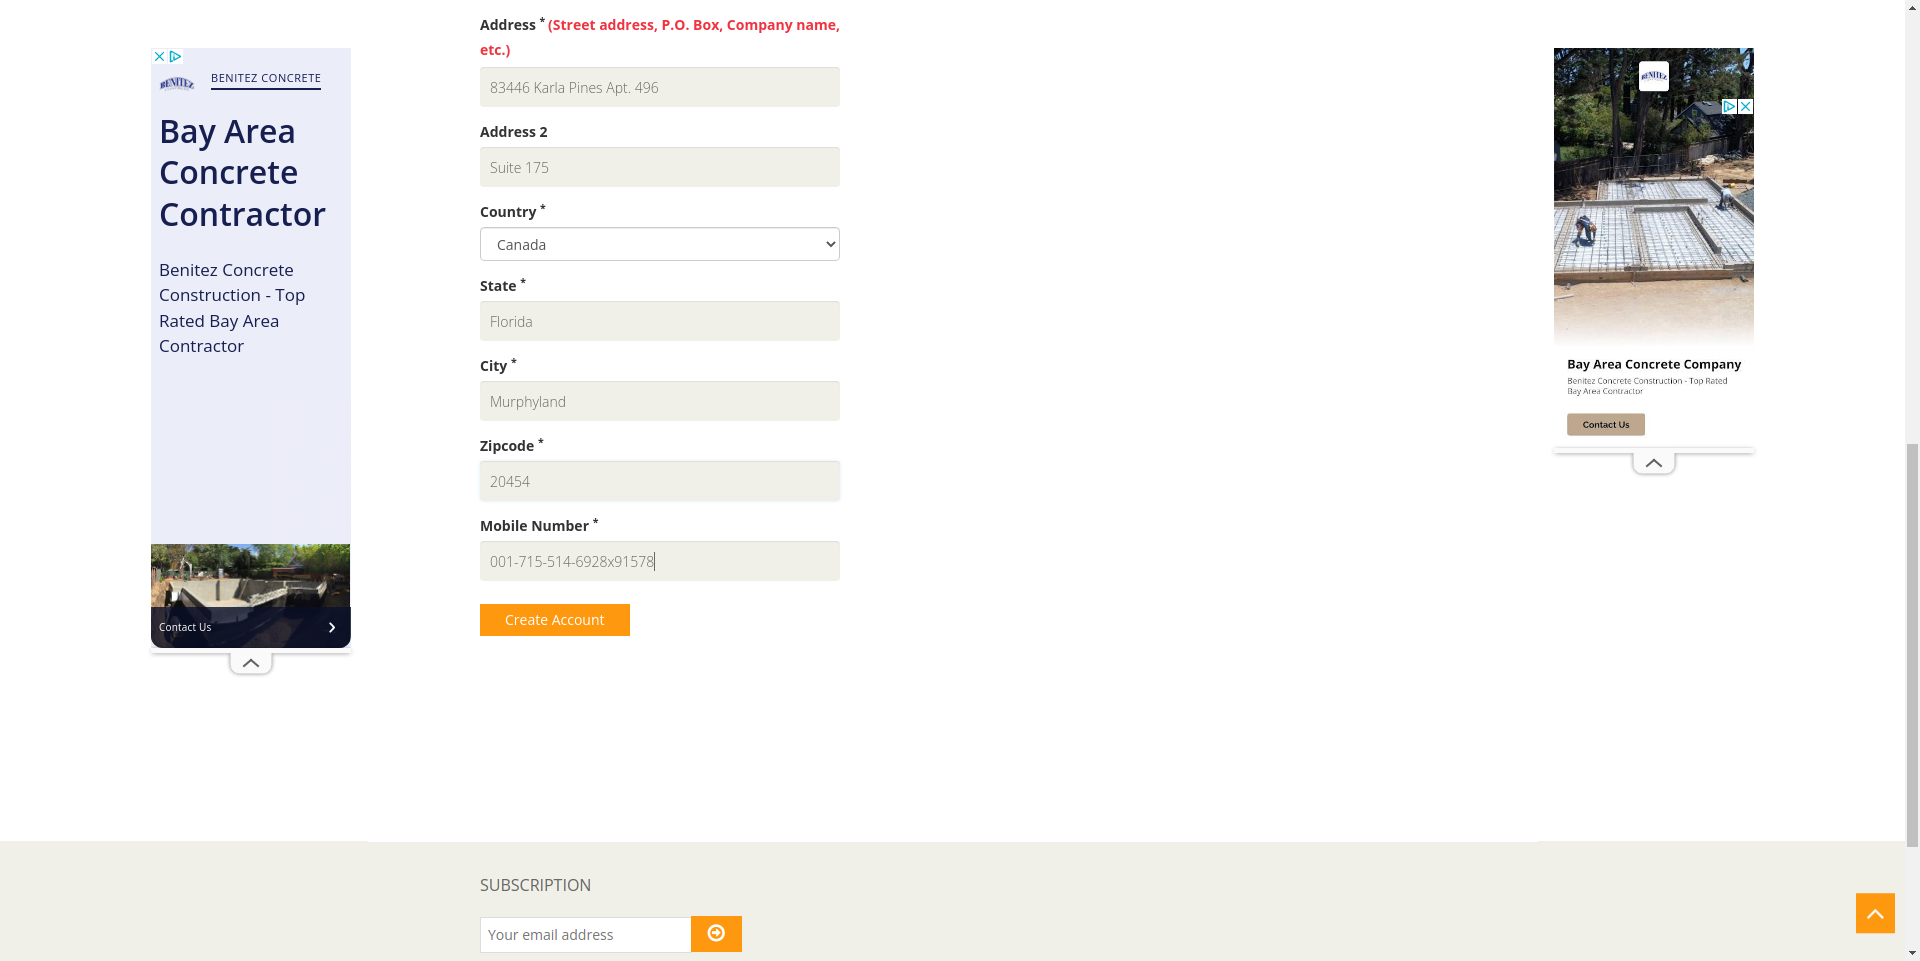 BENITEZ
BENITEZ CONCRETE
Bay Area
Concrete
Contractor
Benitez Concrete
Construction - Top
Rated Bay Area
Contractor
Contact Us
Address * (Street address, P.O. Box, Company name,
etc.)
83446 Karla Pines Apt. 496
Address 2
Suite 175
Country *
Canada
State *
Florida
City *
Murphyland
Zipcode *
20454
Mobile Number *
001-715-514-6928x91578
Create Account
BENITEZ
Bay Area Concrete Company
Benitez Concrete Construction - Top Rated
Bay Area Contractor
Contact Us
SUBSCRIPTION
Your email address